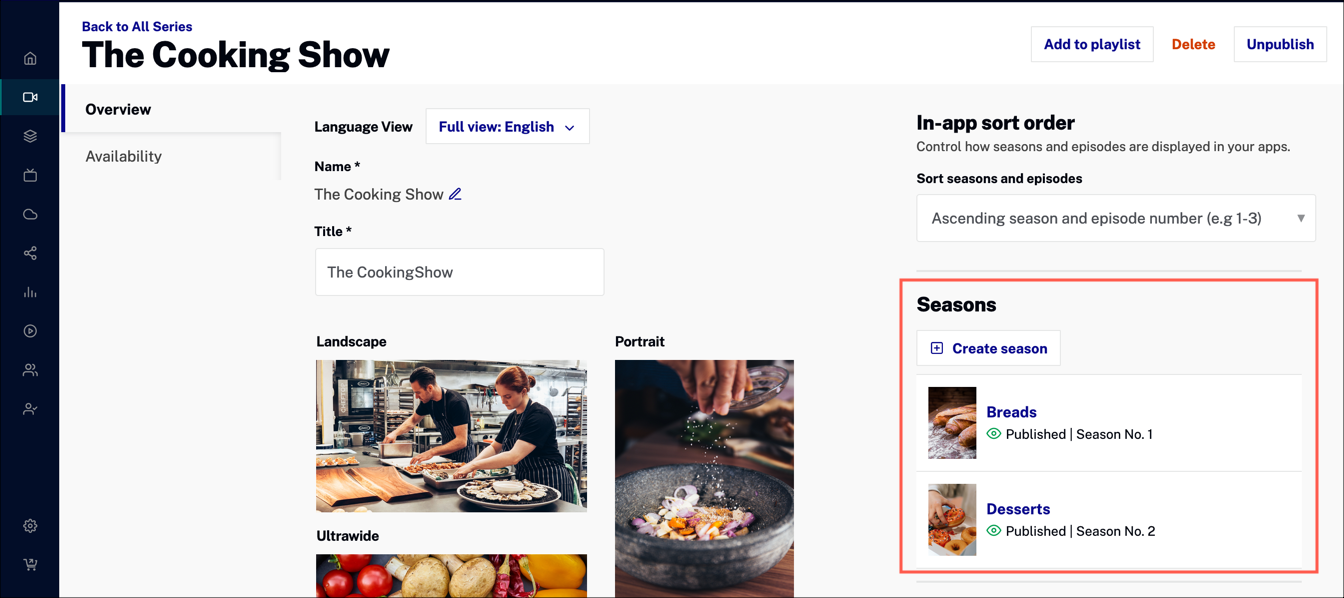 Back to All Series
The Cooking Show
Add to playlist
Delete
Unpublish
Overview
Availability
Language View
Full view: English
Name *
The Cooking Show
Title *
The CookingShow
Landscape
Portrait
Ultrawide
In-app sort order
Control how seasons and episodes are displayed in your apps.
Sort seasons and episodes
Ascending season and episode number (e.g 1-3)
Seasons
Create season
Breads
Published | Season No. 1
Desserts
Published | Season No. 2